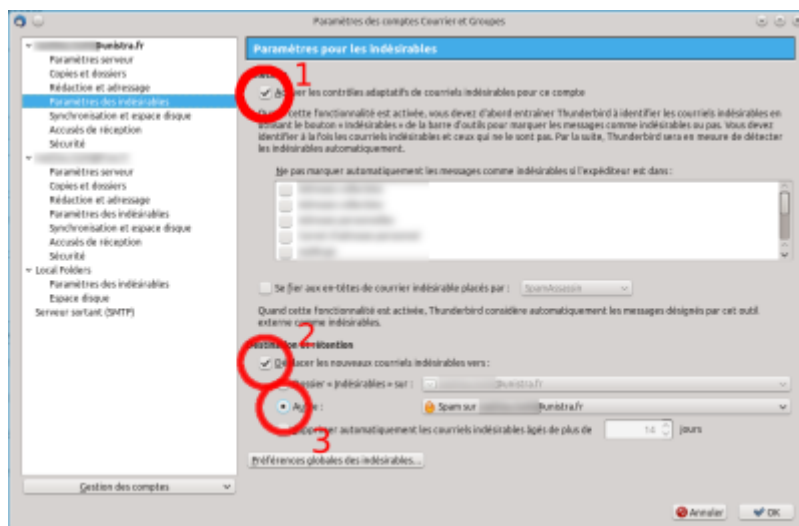 Paramètres des comptes Courrier et Groupes
@unistra.fr
Paramètres serveur
Copies et dossiers
Rédaction et adressage
Paramètres des indésirables
Synchronisation et espace disque
Accusés de réception
Sécurité
Paramètres serveur
Copies et dossiers
Rédaction et adressage
Paramètres des indésirables
Synchronisation et espace disque
Accusés de réception
Sécurité
Local Folders
Paramètres des indésirables
Espace disque
Serveur sortant (SMTP)
Gestion des comptes
Paramètres pour les indésirables
1
les contrôles adaptatifs de courriels indésirables pour ce compte
cette fonctionnalité est activée, vous devez d'abord entraîner Thunderbird à identifier les courriels indésirables en
utilisant le bouton « Indésirables » de la barre d'outils pour marquer les messages comme indésirables ou pas. Vous devez
identifier à la fois les courriels indésirables et ceux qui ne le sont pas. Par la suite, Thunderbird sera en mesure de détecter
les indésirables automatiquement.
Ne pas marquer automatiquement les messages comme indésirables si l'expéditeur est dans :
Se fier aux en-têtes de courrier indésirable placés par : SpamAssassin
Quand cette fonctionnalité est activée, Thunderbird considère automatiquement les messages désignés par cet outil
externe comme indésirables.
2
Destination et rétention
Déplacer les nouveaux courriels indésirables vers :
Dossier « Indésirables » sur : @unistra.fr
Autre : Spam sur @unistra.fr
3
automatiquement les courriels indésirables âgés de plus de 14 jours
Préférences globales des indésirables...
Annuler OK